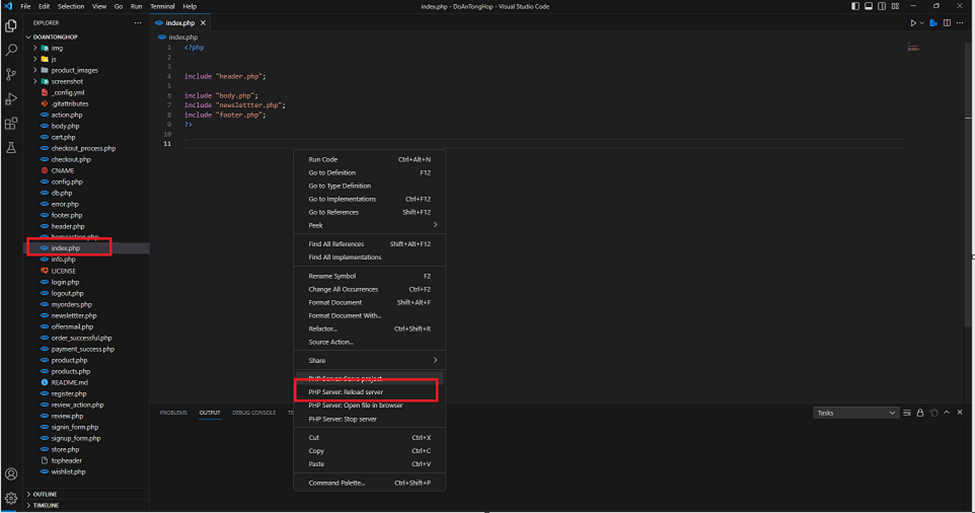 File Edit Selection View Go Run Terminal Help
index.php - DoAnTongHop - Visual Studio Code
EXPLORER
DOANTONGHOP
img
js
product_images
screenshot
_config.yml
.gitattributes
action.php
body.php
cart.php
checkout_process.php
checkout.php
CNAME
config.php
db.php
error.php
footer.php
header.php
homeaction.php
index.php
info.php
LICENSE
login.php
logout.php
myorders.php
newslettter.php
offersmail.php
order_successful.php
payment_success.php
product.php
products.php
README.md
register.php
review_action.php
review.php
signin_form.php
signup_form.php
store.php
topheader
wishlist.php
OUTLINE
TIMELINE
index.php
index.php
1 <?php
2
3
4 include "header.php";
5
6 include "body.php";
7 include "newslettter.php";
8 include "footer.php";
9 ?>
10
11
Run Code Ctrl+Alt+N
Go to Definition F12
Go to Type Definition
Go to Implementations Ctrl+F12
Go to References Shift+F12
Peek
Find All References Shift+Alt+F12
Find All Implementations
Rename Symbol F2
Change All Occurrences Ctrl+F2
Format Document Shift+Alt+F
Format Document With...
Refactor... Ctrl+Shift+R
Source Action...
Share
PHP Server: Serve project
PHP Server: Reload server
PHP Server: Open file in browser
PHP Server: Stop server
Cut Ctrl+X
Copy Ctrl+C
Paste Ctrl+V
Command Palette... Ctrl+Shift+P
PROBLEMS OUTPUT DEBUG CONSOLE TE
Tasks